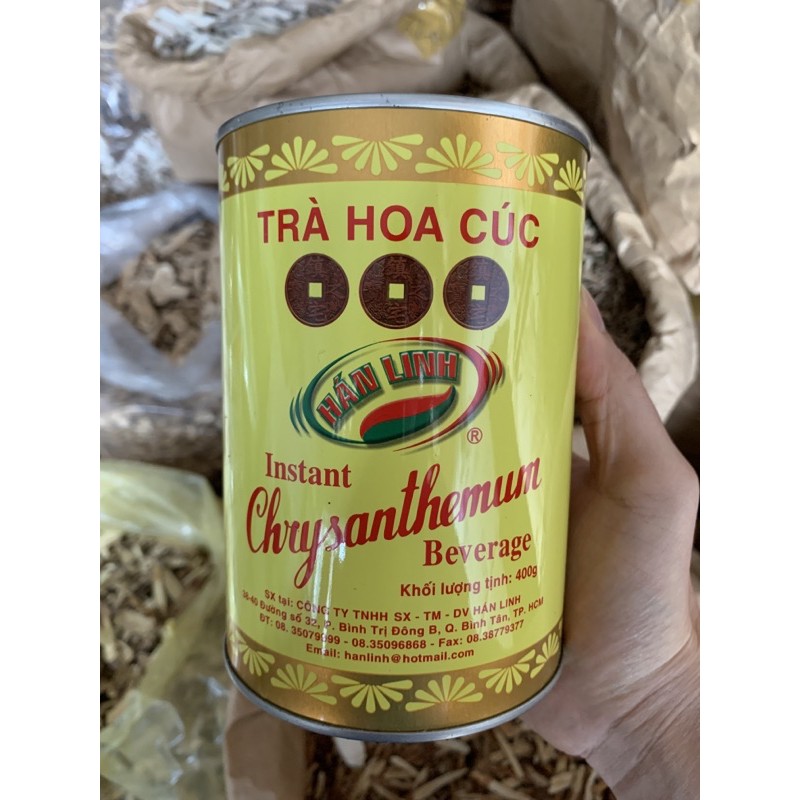 TRÀ HOA CÚC
HÁN LINH
®
Instant
Chrysanthemum
Beverage
Khối lượng tịnh: 400g
SX tại: CÔNG TY TNHH SX - TM - DV HÁN LINH
38-40 Đường số 32, P. Bình Trị Đông B, Q. Bình Tân, TP. HCM
ĐT: 08.35079099 - 08.35096868 - Fax: 08.38779377
Email: hanlinh@hotmail.com